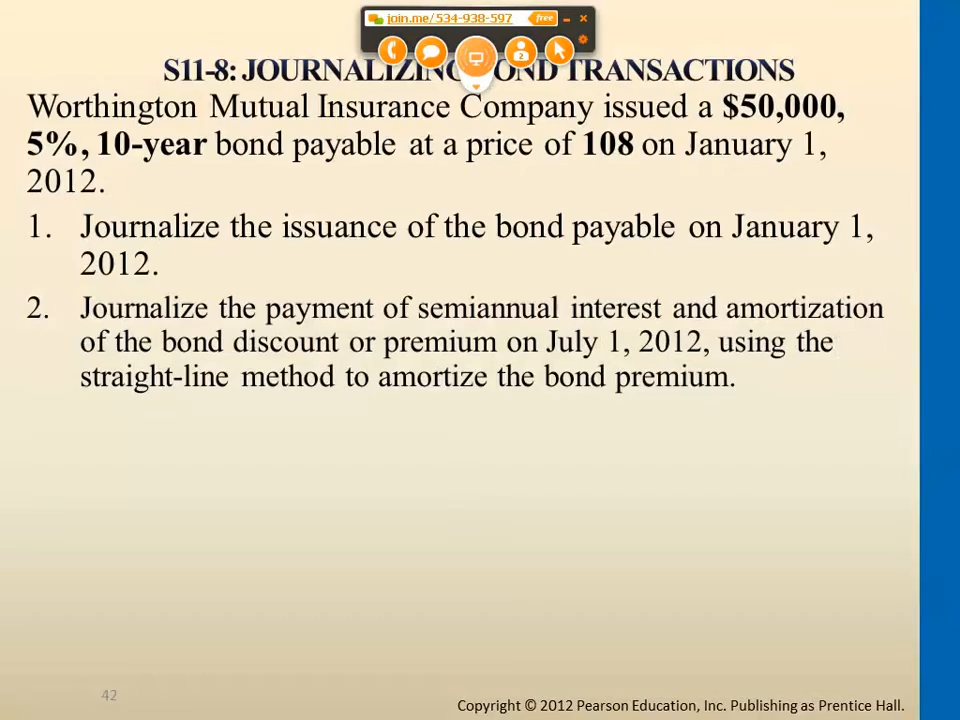 join.me/534-938-597 free
S11-8: JOURNALIZING BOND TRANSACTIONS
Worthington Mutual Insurance Company issued a $50,000,
5%, 10-year bond payable at a price of 108 on January 1,
2012.
1. Journalize the issuance of the bond payable on January 1,
2012.
2. Journalize the payment of semiannual interest and amortization
of the bond discount or premium on July 1, 2012, using the
straight-line method to amortize the bond premium.
42
Copyright © 2012 Pearson Education, Inc. Publishing as Prentice Hall.